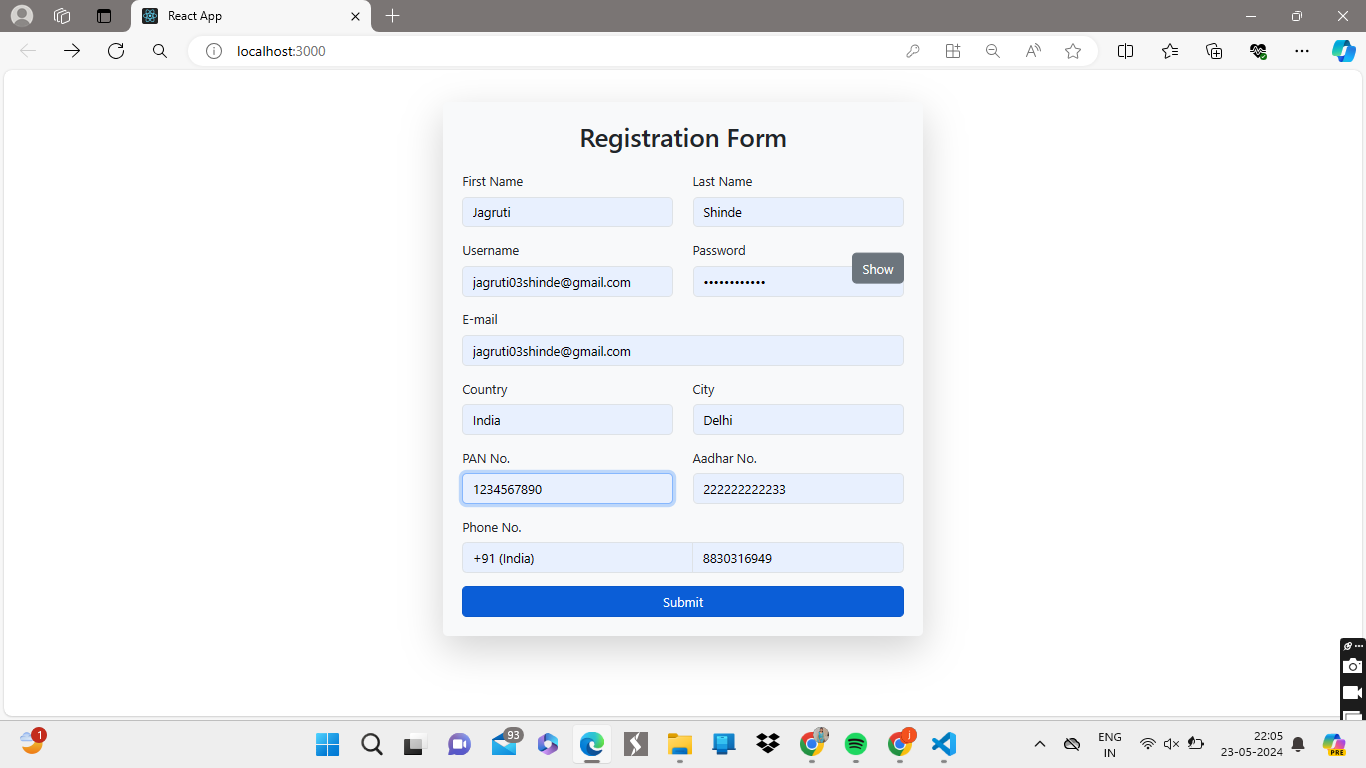 React App
localhost:3000
Registration Form
First Name Last Name
Jagruti Shinde
Username Password
Show
jagruti03shinde@gmail.com ••••••••••••
E-mail
jagruti03shinde@gmail.com
Country City
India Delhi
PAN No. Aadhar No.
1234567890 222222222233
Phone No.
+91 (India) 8830316949
Submit
1
93
J
ENG
IN
22:05
23-05-2024
PRE